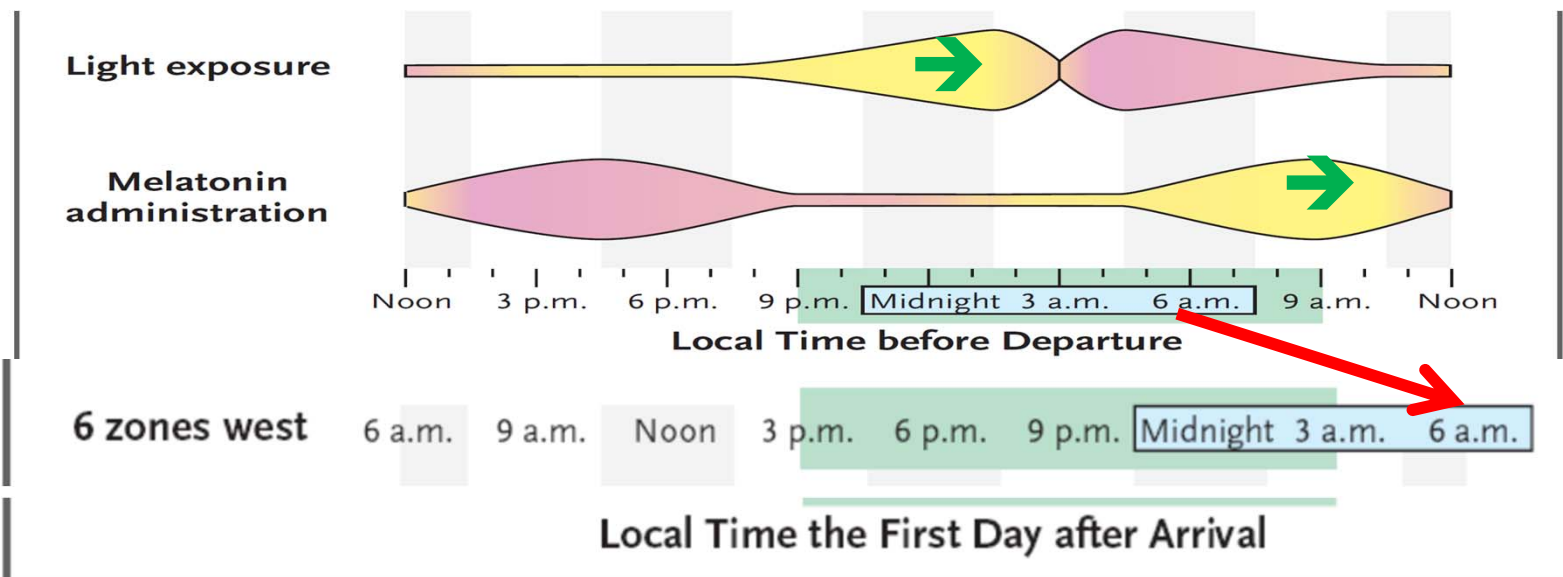 Light exposure
Melatonin
administration
Noon 3 p.m. 6 p.m. 9 p.m. Midnight 3 a.m. 6 a.m. 9 a.m. Noon
Local Time before Departure
6 zones west 6 a.m. 9 a.m. Noon 3 p.m. 6 p.m. 9 p.m. Midnight 3 a.m. 6 a.m.
Local Time the First Day after Arrival